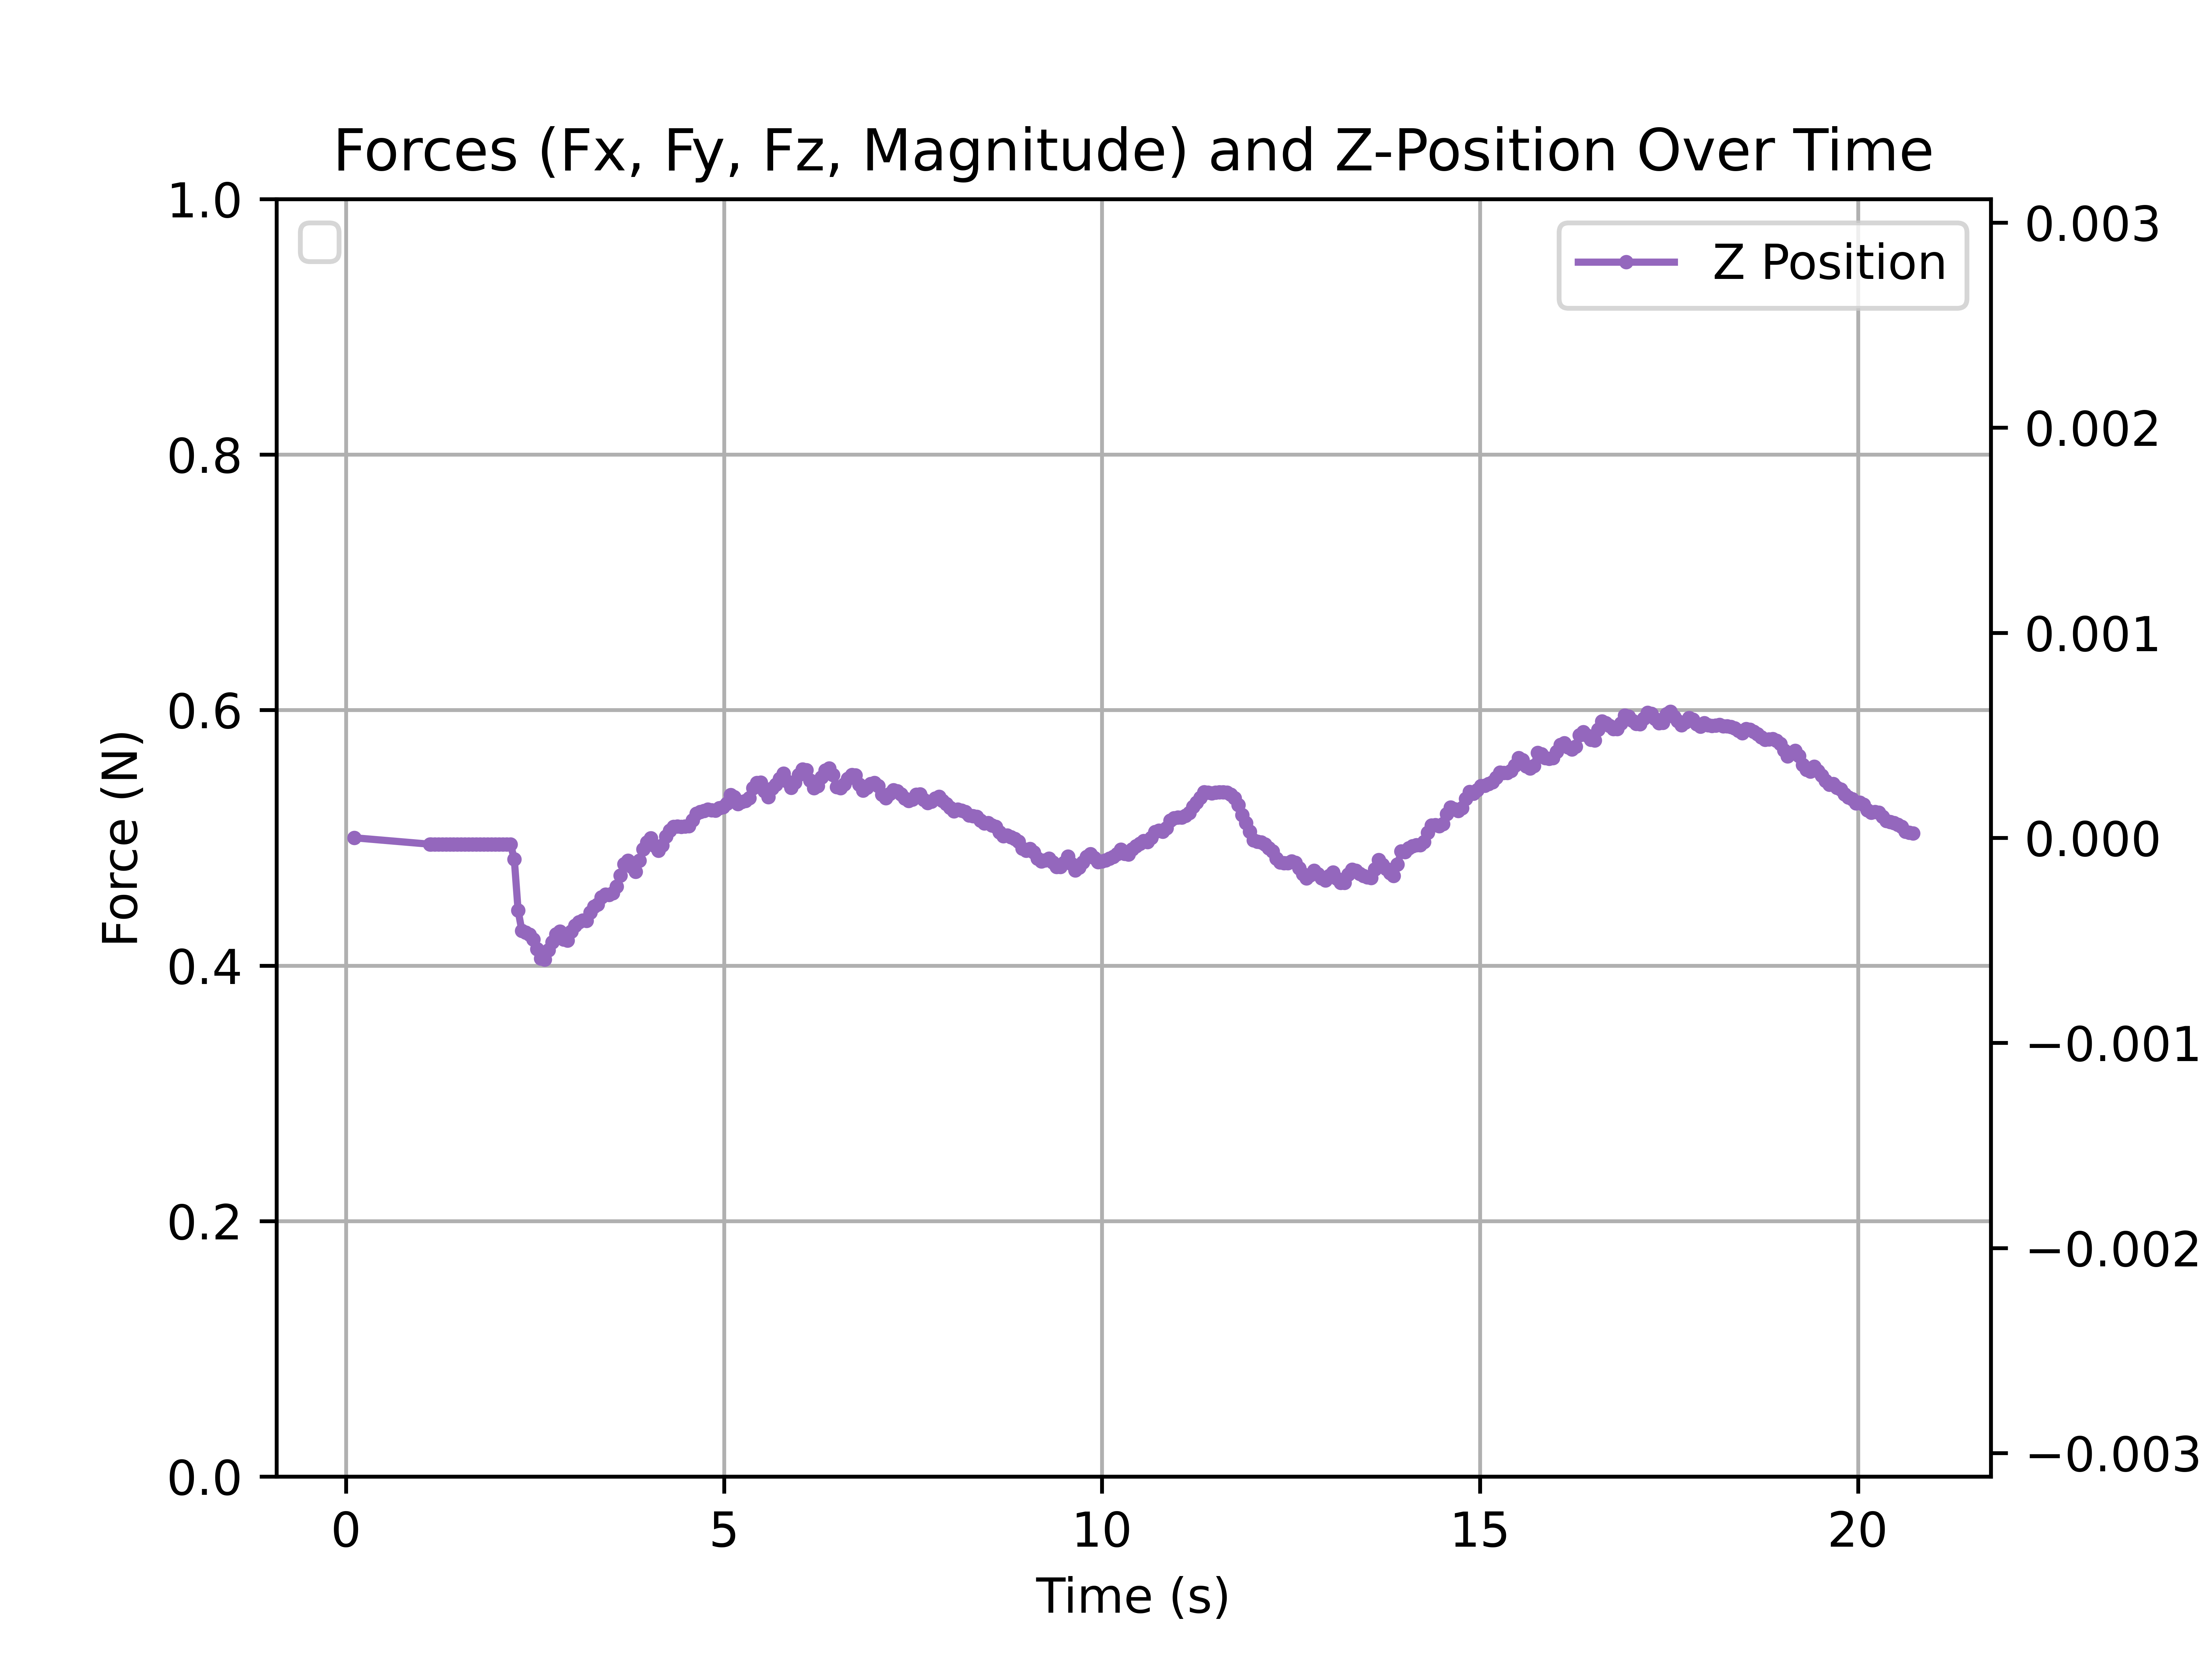 Forces (Fx, Fy, Fz, Magnitude) and Z-Position Over Time
Z Position
Force (N)
1.0
0.8
0.6
0.4
0.2
0.0
0.003
0.002
0.001
0.000
−0.001
−0.002
−0.003
0 5 10 15 20
Time (s)